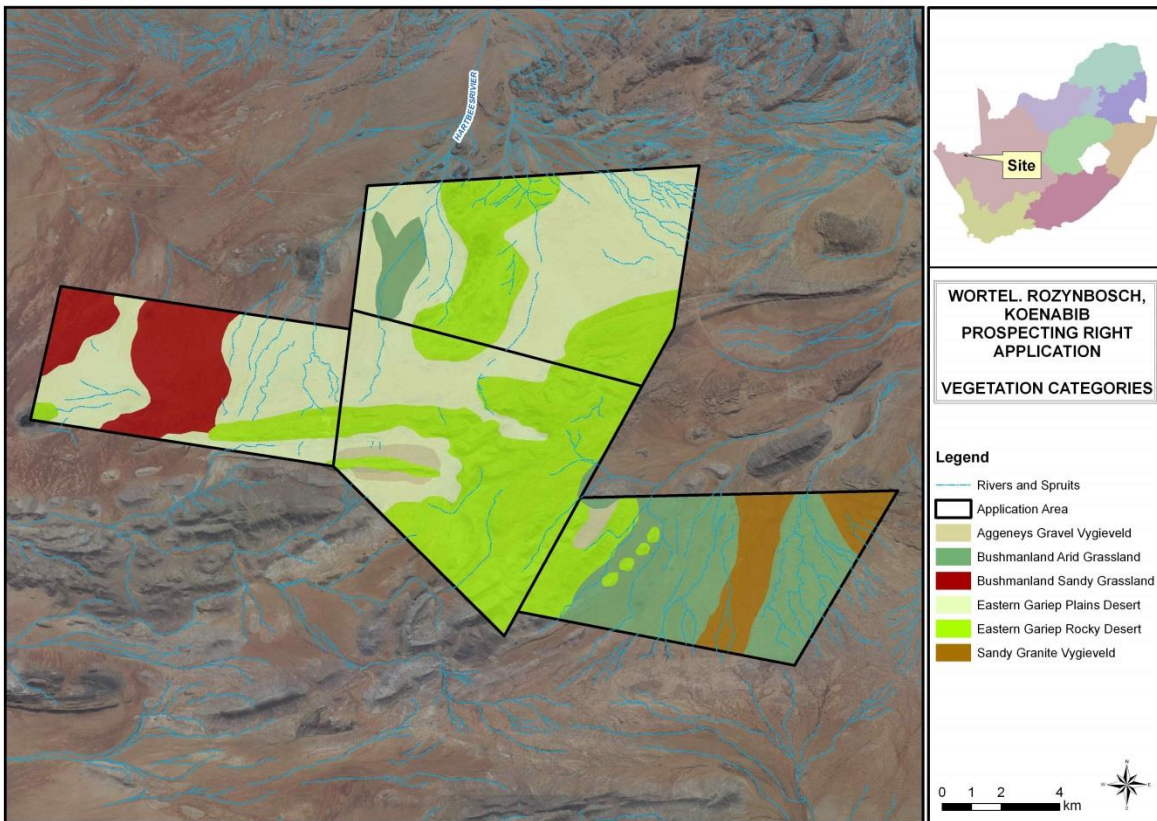 HARTBEESRIVIER
Site
WORTEL. ROZYNBOSCH,
KOENABIB
PROSPECTING RIGHT
APPLICATION
VEGETATION CATEGORIES
Legend
Rivers and Spruits
Application Area
Aggeneys Gravel Vygieveld
Bushmanland Arid Grassland
Bushmanland Sandy Grassland
Eastern Gariep Plains Desert
Eastern Gariep Rocky Desert
Sandy Granite Vygieveld
N
W E
S
0 1 2 4
km